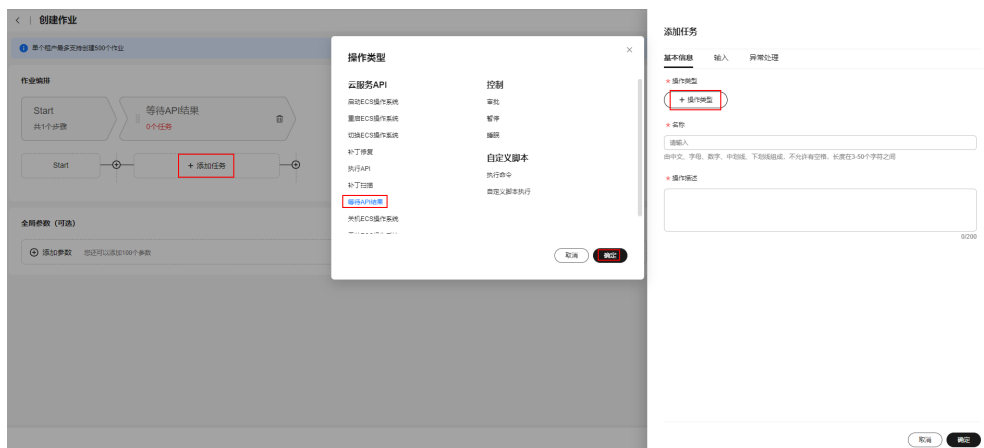 创建作业
单个租户最多支持创建500个作业
作业编排
Start
共1个步骤
等待API结果
0个任务
Start
+ 添加任务
全局参数（可选）
添加参数 您还可以添加100个参数
操作类型
云服务API
启动ECS操作系统
重启ECS操作系统
切换ECS操作系统
补丁修复
执行API
补丁扫描
等待API结果
关机ECS操作系统
控制
审批
暂停
睡眠
自定义脚本
执行命令
自定义脚本执行
取消
确定
添加任务
基本信息 输入 异常处理
* 操作类型
+ 操作类型
* 名称
请输入
由中文、字母、数字、中划线、下划线组成，不允许有空格，长度在3-50个字符之间
* 操作描述
0/200
取消
确定